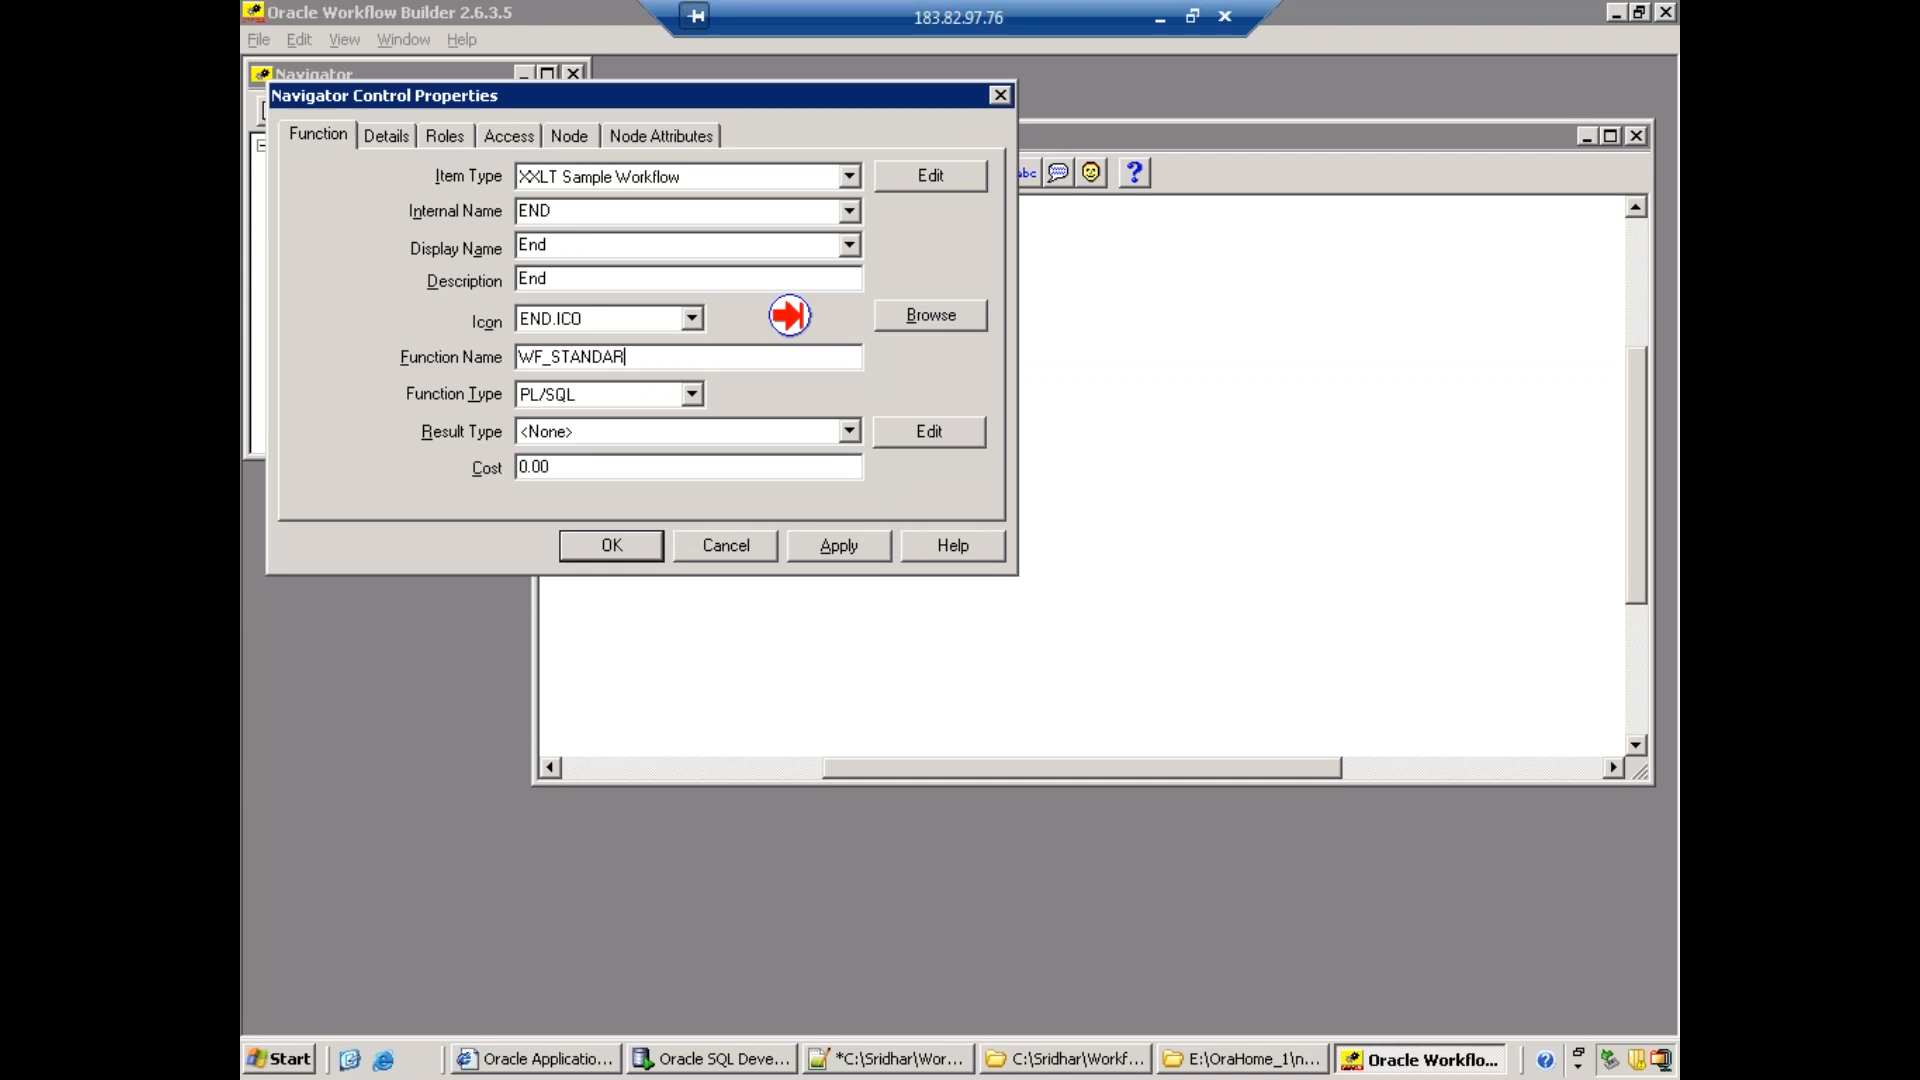 Oracle Workflow Builder 2.6.3.5
183.82.97.76
File Edit View Window Help
Navigator
Navigator Control Properties
Function Details Roles Access Node Node Attributes
Item Type XXLT Sample Workflow Edit
Internal Name END
Display Name End
Description End
Icon END.ICO Browse
Function Name WF_STANDAR
Function Type PL/SQL
Result Type <None> Edit
Cost 0.00
OK Cancel Apply Help
abc ?
Start Oracle Applicatio... Oracle SQL Deve... *C:\Sridhar\Wor... C:\Sridhar\Workf... E:\OraHome_1\n... Oracle Workflo...